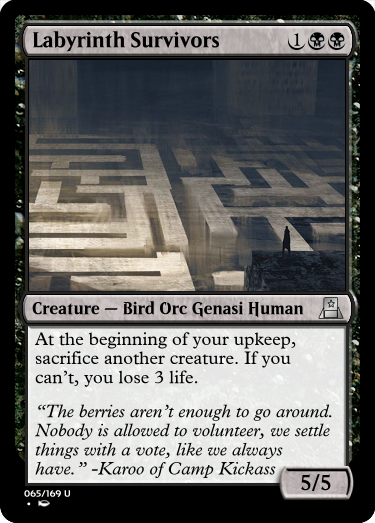 Labyrinth Survivors 1
Creature — Bird Orc Genasi Human
At the beginning of your upkeep,
sacrifice another creature. If you
can't, you lose 3 life.
“The berries aren't enough to go around.
Nobody is allowed to volunteer, we settle
things with a vote, like we always
have.” -Karoo of Camp Kickass
5/5
065/169 U